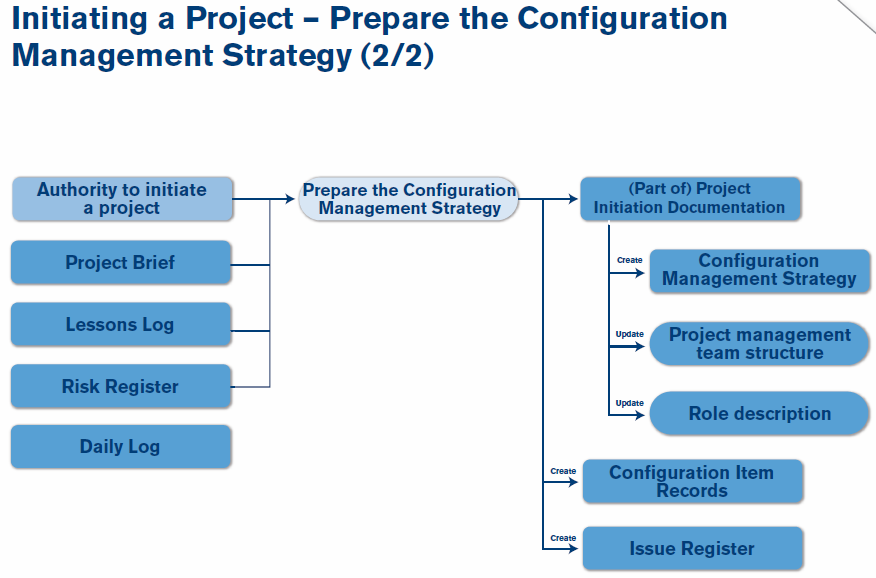 Initiating a Project – Prepare the Configuration
Management Strategy (2/2)
Authority to initiate
a project
Project Brief
Lessons Log
Risk Register
Daily Log
Prepare the Configuration
Management Strategy
(Part of) Project
Initiation Documentation
Create
Configuration
Management Strategy
Update
Project management
team structure
Update
Role description
Create
Configuration Item
Records
Create
Issue Register